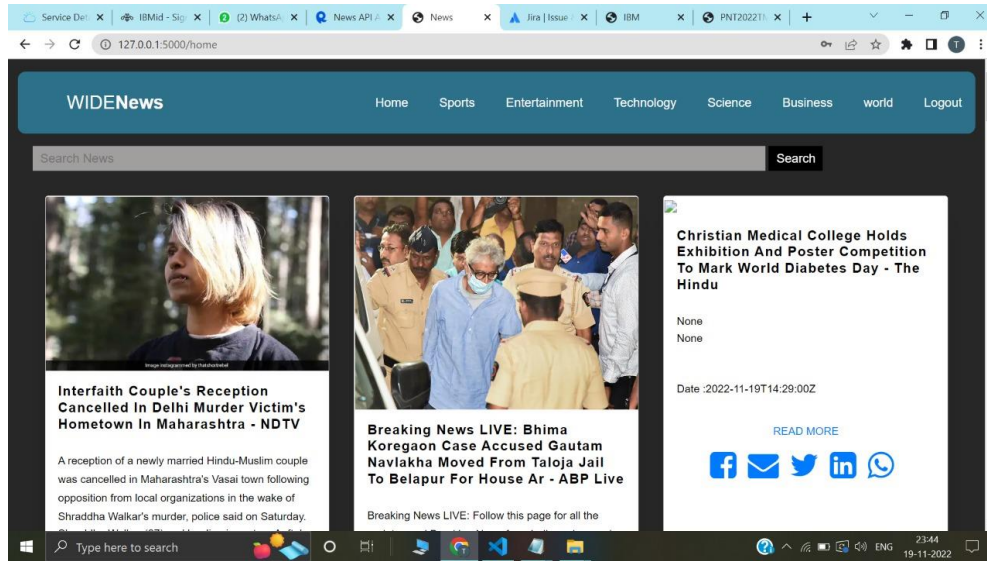 Service Det
IBMid - Sig
(2) WhatsA
News API A
News
Jira | Issue
IBM
PNT2022TM
127.0.0.1:5000/home
T
WIDENews
Home Sports Entertainment Technology Science Business world Logout
Search News
Search
Image instagrammed by thatshortrebel
Interfaith Couple's Reception
Cancelled In Delhi Murder Victim's
Hometown In Maharashtra - NDTV
A reception of a newly married Hindu-Muslim couple
was cancelled in Maharashtra's Vasai town following
opposition from local organizations in the wake of
Shraddha Walkar's murder, police said on Saturday.
Breaking News LIVE: Bhima
Koregaon Case Accused Gautam
Navlakha Moved From Taloja Jail
To Belapur For House Ar - ABP Live
Breaking News LIVE: Follow this page for all the
Christian Medical College Holds
Exhibition And Poster Competition
To Mark World Diabetes Day - The
Hindu
None
None
Date :2022-11-19T14:29:00Z
READ MORE
Type here to search
ENG
23:44
19-11-2022